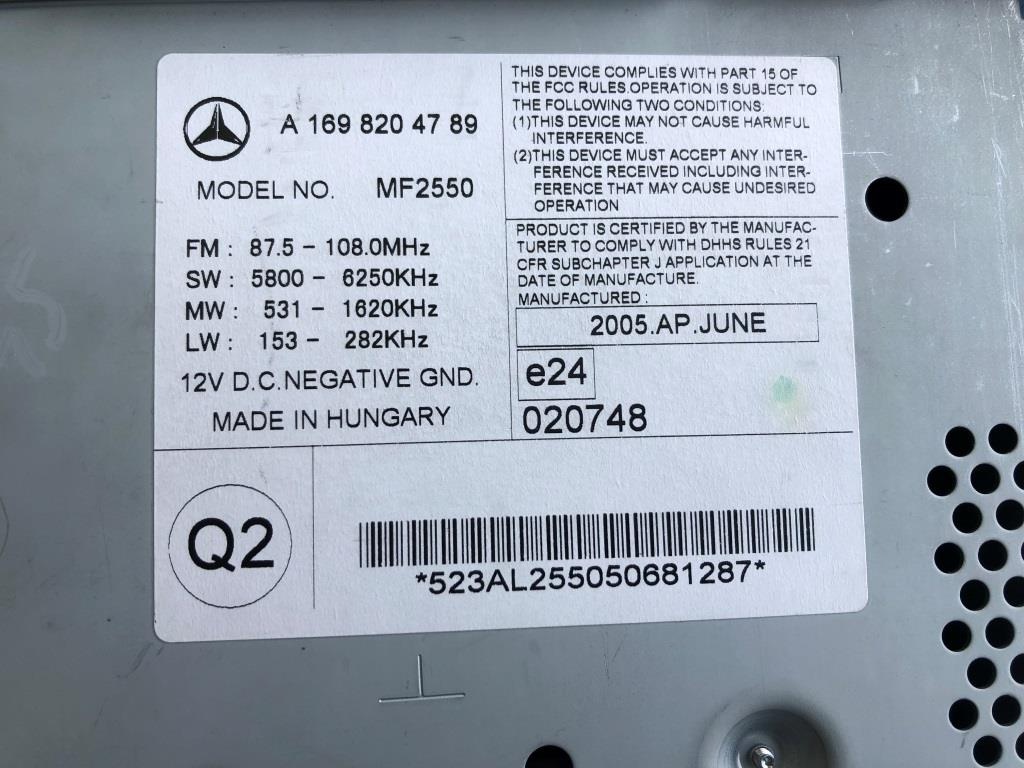 A 169 820 47 89
MODEL NO. MF2550
FM : 87.5 - 108.0MHz
SW : 5800 - 6250KHz
MW : 531 - 1620KHz
LW : 153 - 282KHz
12V D.C.NEGATIVE GND.
MADE IN HUNGARY
THIS DEVICE COMPLIES WITH PART 15 OF
THE FCC RULES.OPERATION IS SUBJECT TO
THE FOLLOWING TWO CONDITIONS:
(1)THIS DEVICE MAY NOT CAUSE HARMFUL
INTERFERENCE.
(2)THIS DEVICE MUST ACCEPT ANY INTER-
FERENCE RECEIVED INCLUDING INTER-
FERENCE THAT MAY CAUSE UNDESIRED
OPERATION
PRODUCT IS CERTIFIED BY THE MANUFAC-
TURER TO COMPLY WITH DHHS RULES 21
CFR SUBCHAPTER J APPLICATION AT THE
DATE OF MANUFACTURE.
MANUFACTURED :
2005.AP.JUNE
e24
020748
Q2
*523AL255050681287*